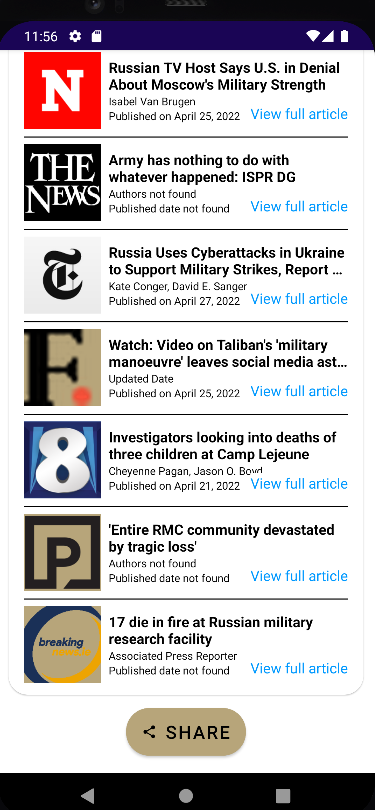 11:56
Russian TV Host Says U.S. in Denial
About Moscow's Military Strength
Isabel Van Brugen
Published on April 25, 2022 View full article
N
Army has nothing to do with
whatever happened: ISPR DG
Authors not found
Published date not found View full article
THE
NEWS
Russia Uses Cyberattacks in Ukraine
to Support Military Strikes, Report ...
Kate Conger, David E. Sanger
Published on April 27, 2022 View full article
T
Watch: Video on Taliban's 'military
manoeuvre' leaves social media ast...
Updated Date
Published on April 25, 2022 View full article
F.
Investigators looking into deaths of
three children at Camp Lejeune
Cheyenne Pagan, Jason O. Boyd
Published on April 21, 2022 View full article
8
'Entire RMC community devastated
by tragic loss'
Authors not found
Published date not found View full article
P
17 die in fire at Russian military
research facility
Associated Press Reporter
Published date not found View full article
breaking
SHARE